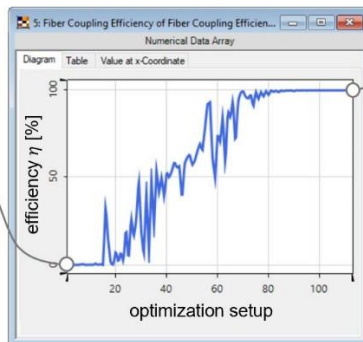 5: Fiber Coupling Efficiency of Fiber Coupling Efficien...
Numerical Data Array
Diagram Table Value at x-Coordinate
efficiency η [%]
100
50
0
20 40 60 80 100
optimization setup